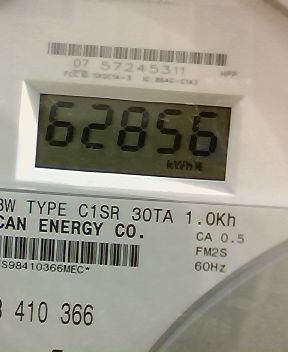 07 57245311
62856
kWh
3W TYPE C1SR 30TA 1.0Kh
CAN ENERGY CO.
CA 0.5
FM2S
60Hz
S98410366MEC*
410 366